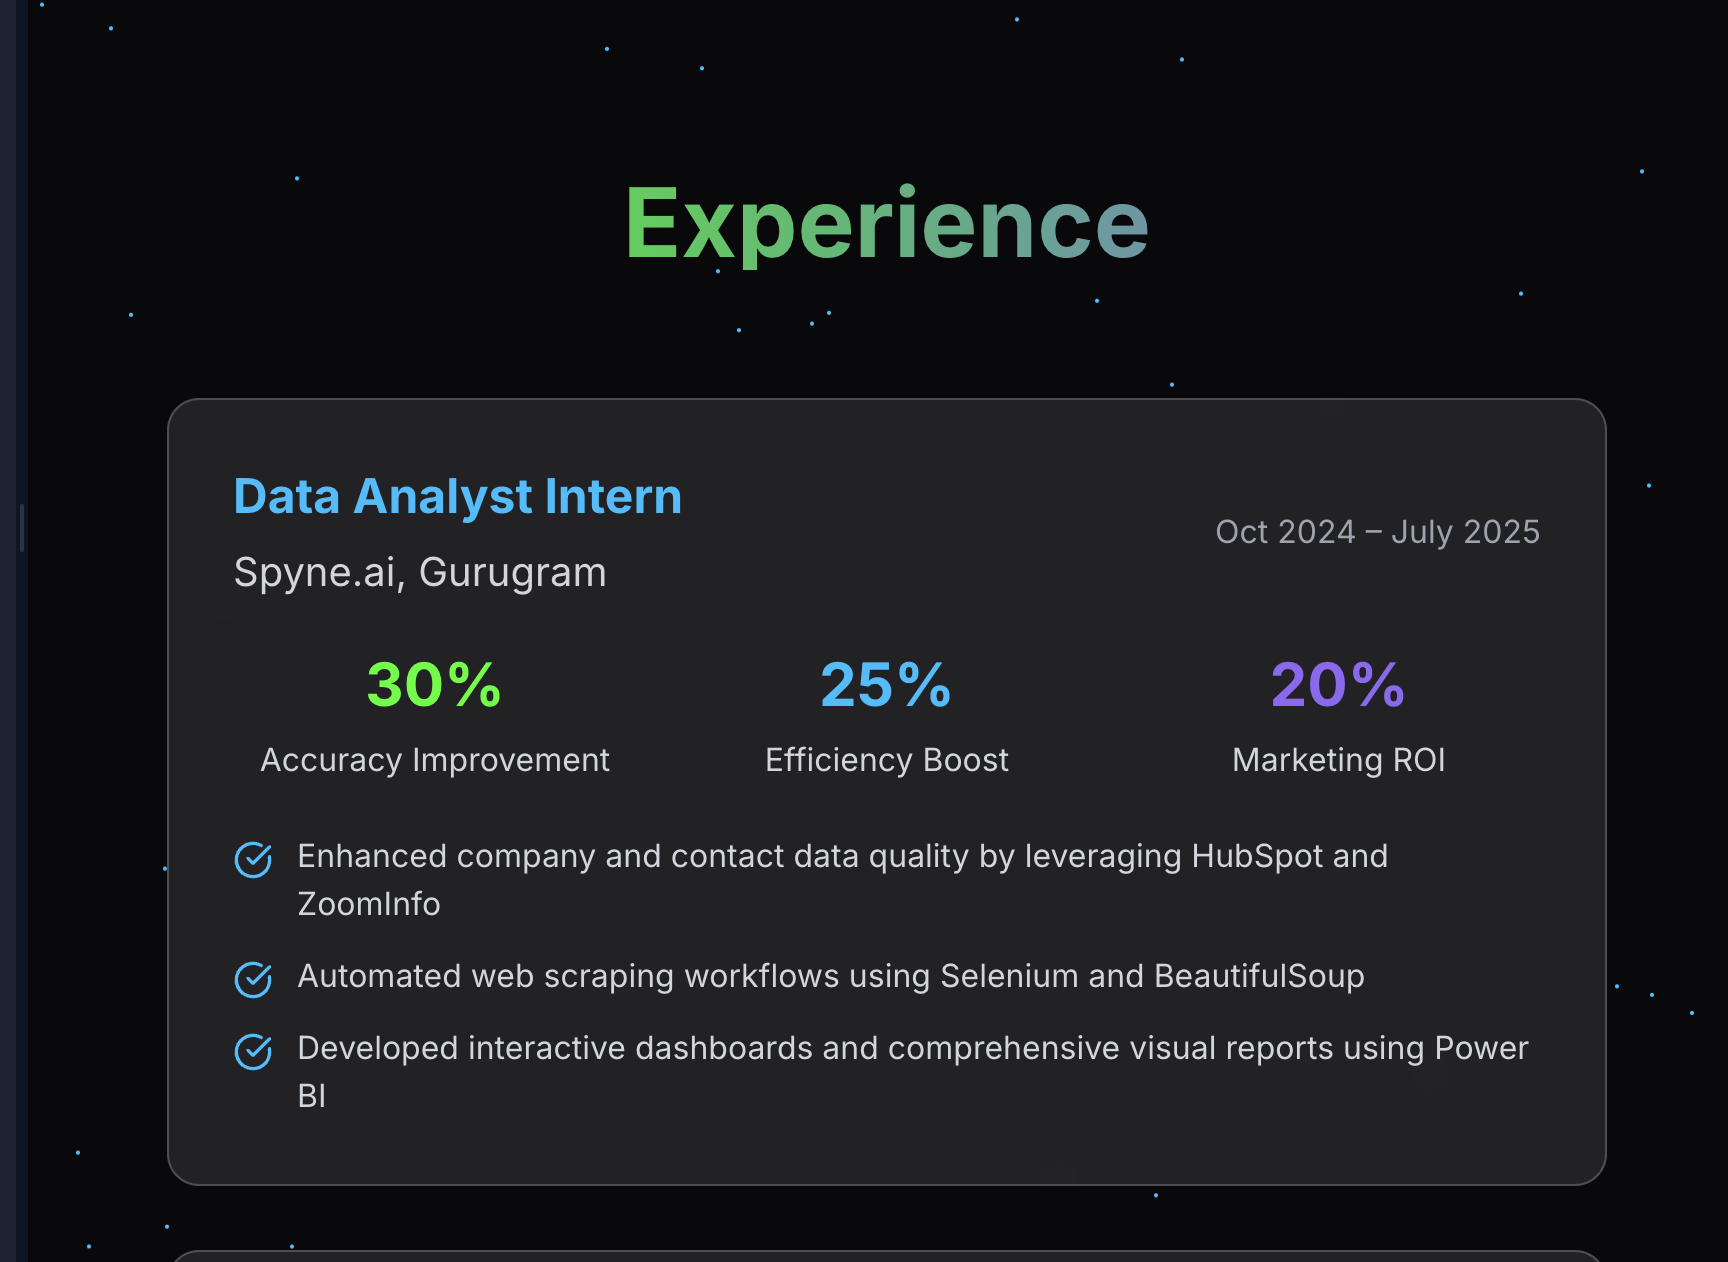 Experience
Data Analyst Intern
Oct 2024 – July 2025
Spyne.ai, Gurugram
30%
25%
20%
Accuracy Improvement
Efficiency Boost
Marketing ROI
Enhanced company and contact data quality by leveraging HubSpot and
ZoomInfo
Automated web scraping workflows using Selenium and BeautifulSoup
Developed interactive dashboards and comprehensive visual reports using Power
BI